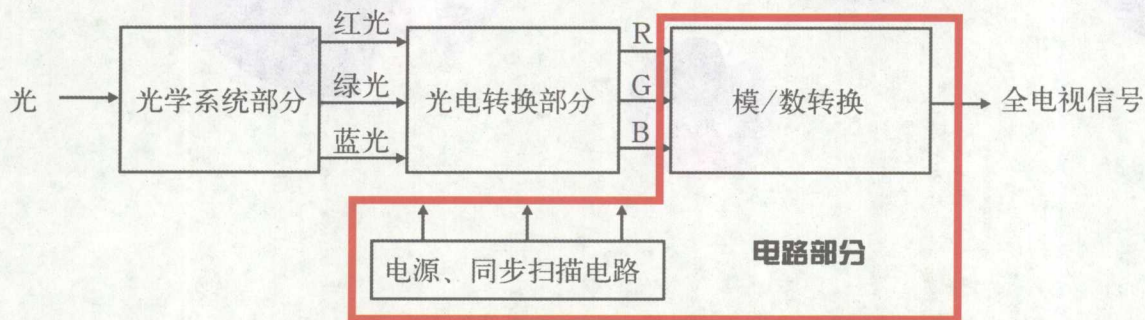 红光
R
光
光学系统部分
绿光
光电转换部分
G
模/数转换
全电视信号
蓝光
B
电源、同步扫描电路
电路部分